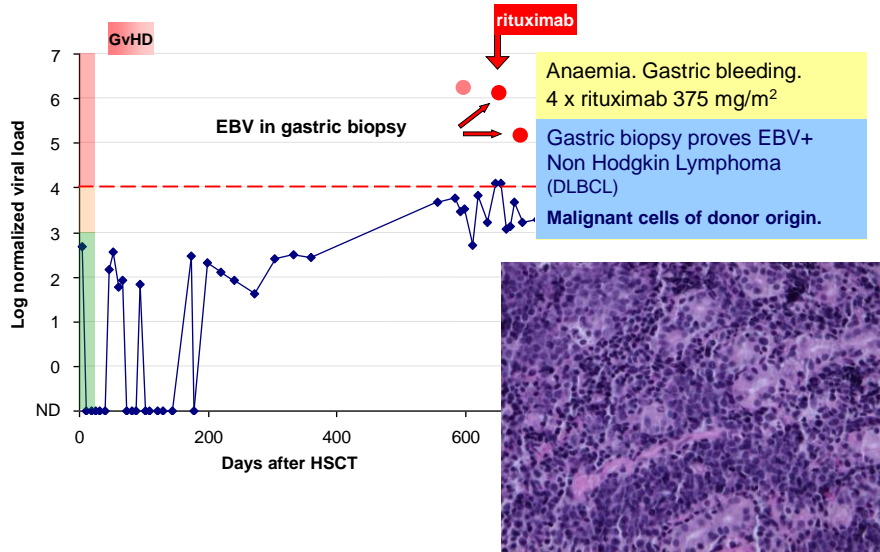 rituximab
GvHD
7
6
5
4
3
2
1
0
ND
Log normalized viral load
EBV in gastric biopsy
Anaemia. Gastric bleeding.
4 x rituximab 375 mg/m²
Gastric biopsy proves EBV+
Non Hodgkin Lymphoma
(DLBCL)
Malignant cells of donor origin.
0
200
400
600
Days after HSCT